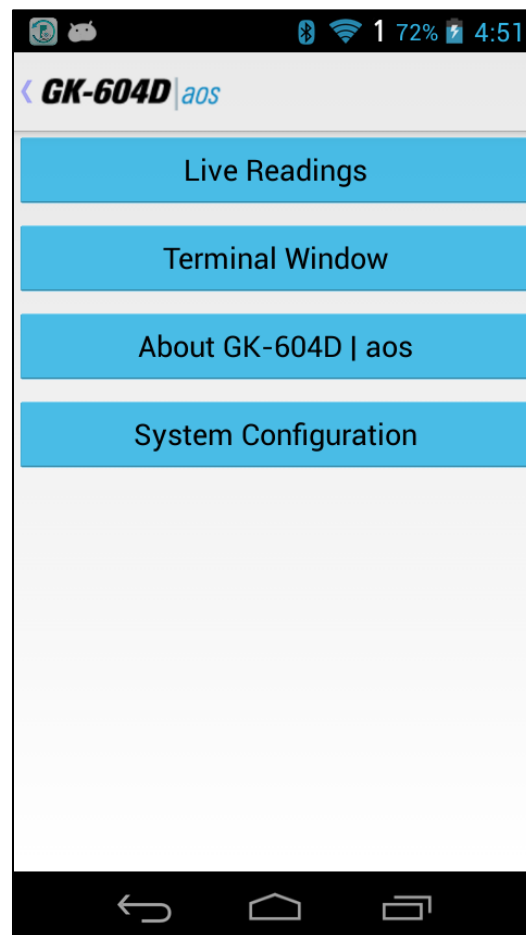 1 72% 4:51
GK-604D | aos
Live Readings
Terminal Window
About GK-604D | aos
System Configuration